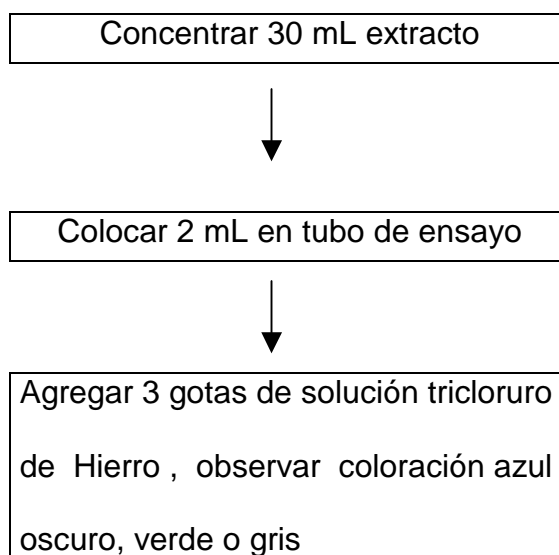 Concentrar 30 mL extracto
Colocar 2 mL en tubo de ensayo
Agregar 3 gotas de solución tricloruro
de Hierro , observar coloración azul
oscuro, verde o gris